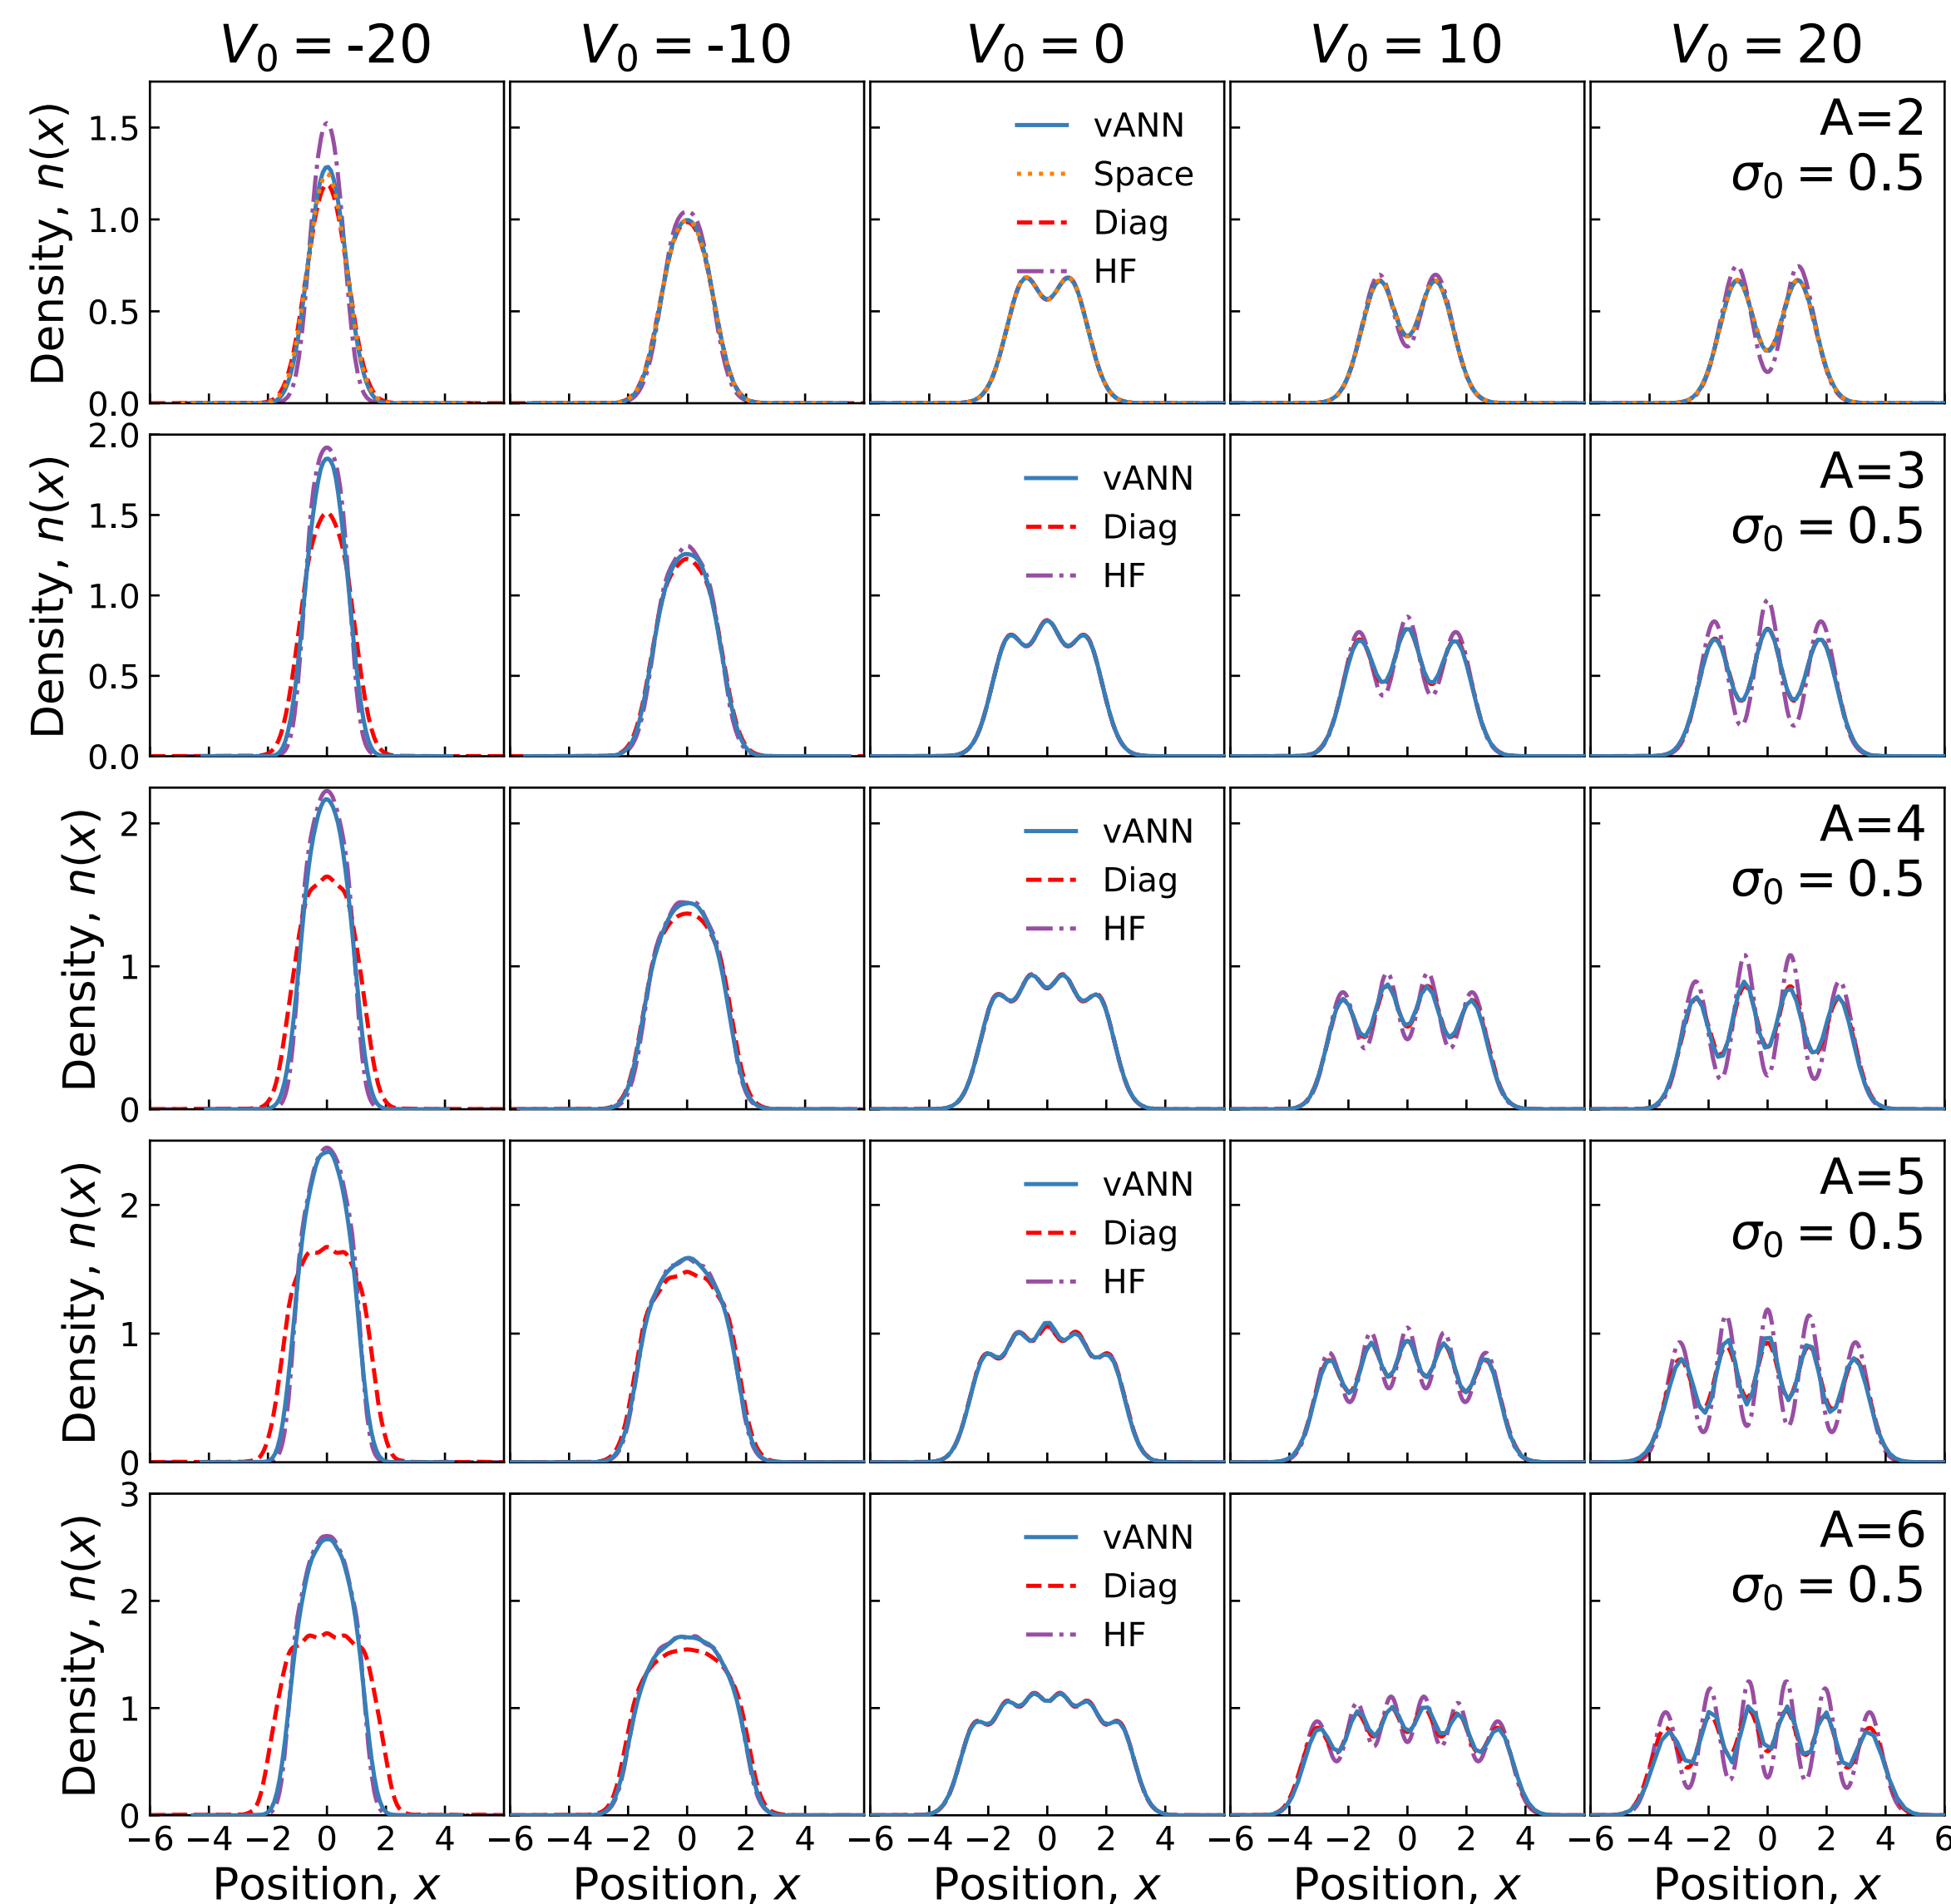 V0 = -20 V0 = -10 V0 = 0 V0 = 10 V0 = 20
Density, n(x)
1.5
1.0
0.5
0.0
vANN
Space
Diag
HF
A=2
σ0 = 0.5
Density, n(x)
2.0
1.5
1.0
0.5
0.0
vANN
Diag
HF
A=3
σ0 = 0.5
Density, n(x)
2
1
0
vANN
Diag
HF
A=4
σ0 = 0.5
Density, n(x)
2
1
0
vANN
Diag
HF
A=5
σ0 = 0.5
Density, n(x)
3
2
1
0
vANN
Diag
HF
A=6
σ0 = 0.5
−6 −4 −2 0 2 4 −6 −4 −2 0 2 4 −6 −4 −2 0 2 4 −6 −4 −2 0 2 4 −6 −4 −2 0 2 4 6
Position, x Position, x Position, x Position, x Position, x